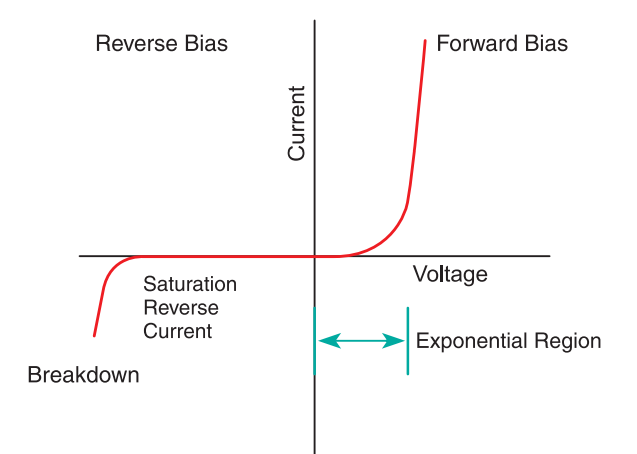 Reverse Bias
Forward Bias
Current
Voltage
Saturation
Reverse
Current
Exponential Region
Breakdown